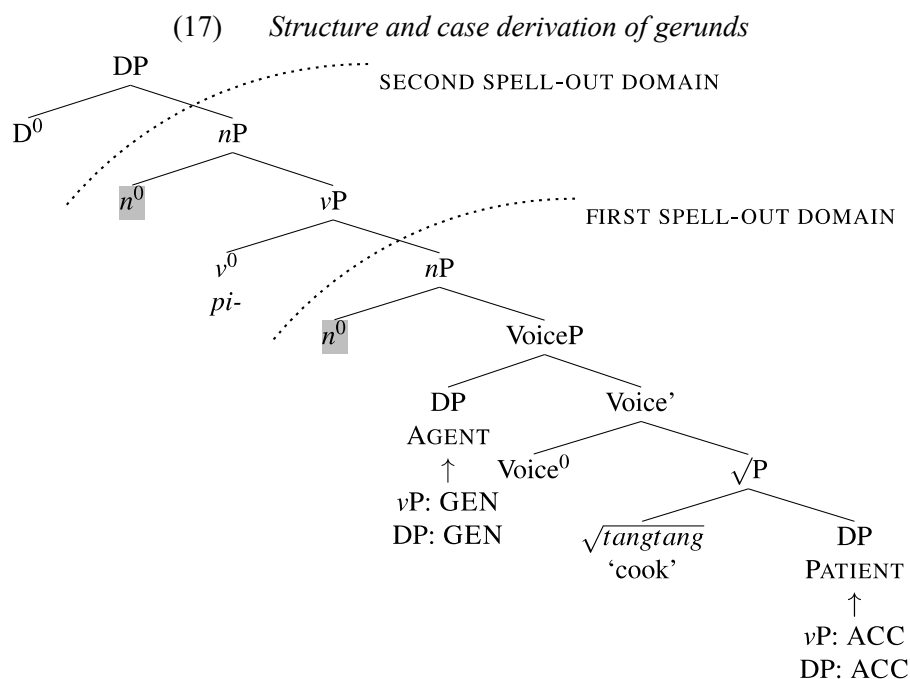 (17) Structure and case derivation of gerunds
DP
SECOND SPELL-OUT DOMAIN
D⁰ nP
n⁰ vP
FIRST SPELL-OUT DOMAIN
v⁰ nP
pi-
n⁰ VoiceP
DP Voice’
AGENT
↑ Voice⁰ √P
vP: GEN
DP: GEN √tangtang DP
‘cook’ PATIENT
↑
vP: ACC
DP: ACC